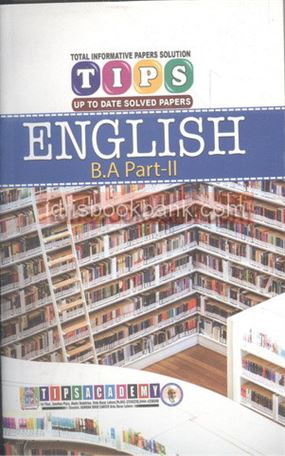 TOTAL INFORMATIVE PAPERS SOLUTION
TIPS
UP TO DATE SOLVED PAPERS
ENGLISH
B.A Part-II
TIPSACADEMY